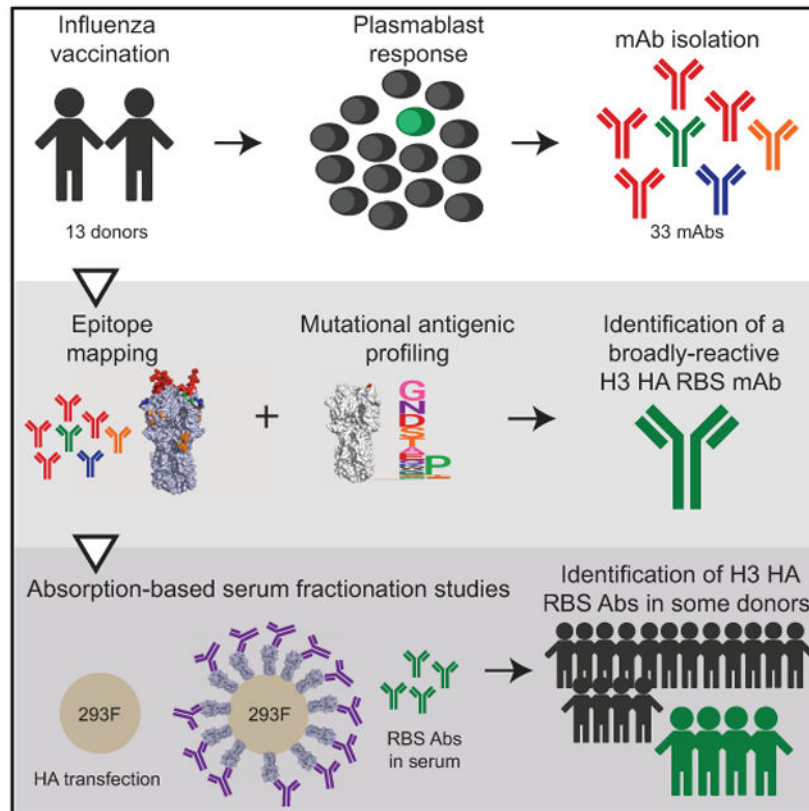 Influenza
vaccination
Plasmablast
response
mAb isolation
13 donors
33 mAbs
Epitope
mapping
Mutational antigenic
profiling
Identification of a
broadly-reactive
H3 HA RBS mAb
+
G
N
D
S
T
A
P
Absorption-based serum fractionation studies
Identification of H3 HA
RBS Abs in some donors
293F
293F
HA transfection
RBS Abs
in serum